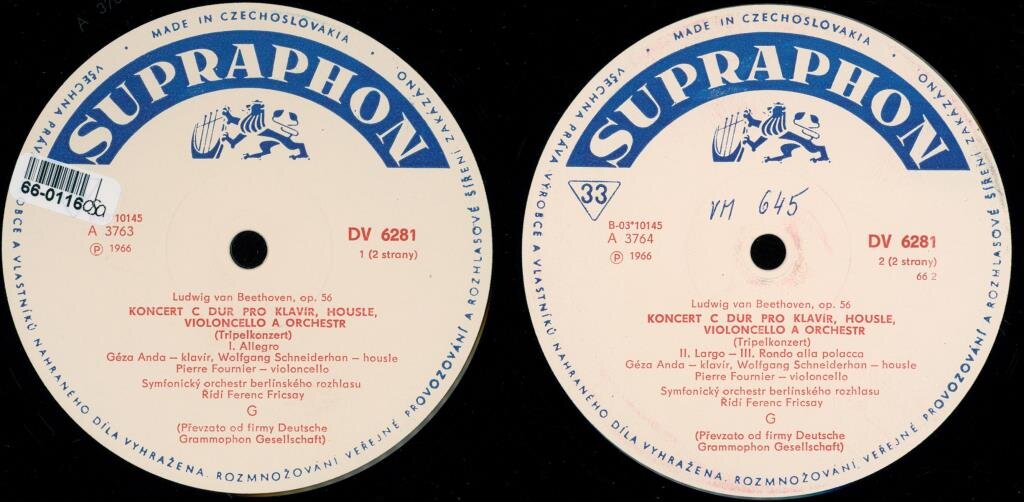 MADE IN CZECHOSLOVAKIA
VŠECHNA PRÁVA VÝROBCE A VLASTNÍKŮ NAHRANÉHO DÍLA VYHRAŽENA. ROZMNOŽOVÁNÍ, VEŘEJNÉ PROVOZOVÁNÍ A ROZHLASOVÉ ŠÍŘENÍ ZAKÁZÁNO
SUPRAPHON
66-0116
10145
A 3763
Ⓟ 1966
DV 6281
1 (2 strany)
Ludwig van Beethoven, op. 56
KONCERT C DUR PRO KLAVÍR, HOUSLE,
VIOLONCELLO A ORCHESTR
(Tripelkonzert)
I. Allegro
Géza Anda – klavír, Wolfgang Schneiderhan – housle
Pierre Fournier – violoncello
Symfonický orchestr berlínského rozhlasu
Řídí Ferenc Fricsay
G
(Převzato od firmy Deutsche
Grammophon Gesellschaft)
MADE IN CZECHOSLOVAKIA
VŠECHNA PRÁVA VÝROBCE A VLASTNÍKŮ NAHRANÉHO DÍLA VYHRAŽENA. ROZMNOŽOVÁNÍ, VEŘEJNÉ PROVOZOVÁNÍ A ROZHLASOVÉ ŠÍŘENÍ ZAKÁZÁNO
SUPRAPHON
33
VM 645
B-03*10145
A 3764
Ⓟ 1966
DV 6281
2 (2 strany)
66 2
Ludwig van Beethoven, op. 56
KONCERT C DUR PRO KLAVÍR, HOUSLE,
VIOLONCELLO A ORCHESTR
(Tripelkonzert)
II. Largo – III. Rondo alla polacca
Géza Anda – klavír, Wolfgang Schneiderhan – housle
Pierre Fournier – violoncello
Symfonický orchestr berlínského rozhlasu
Řídí Ferenc Fricsay
G
(Převzato od firmy Deutsche
Grammophon Gesellschaft)